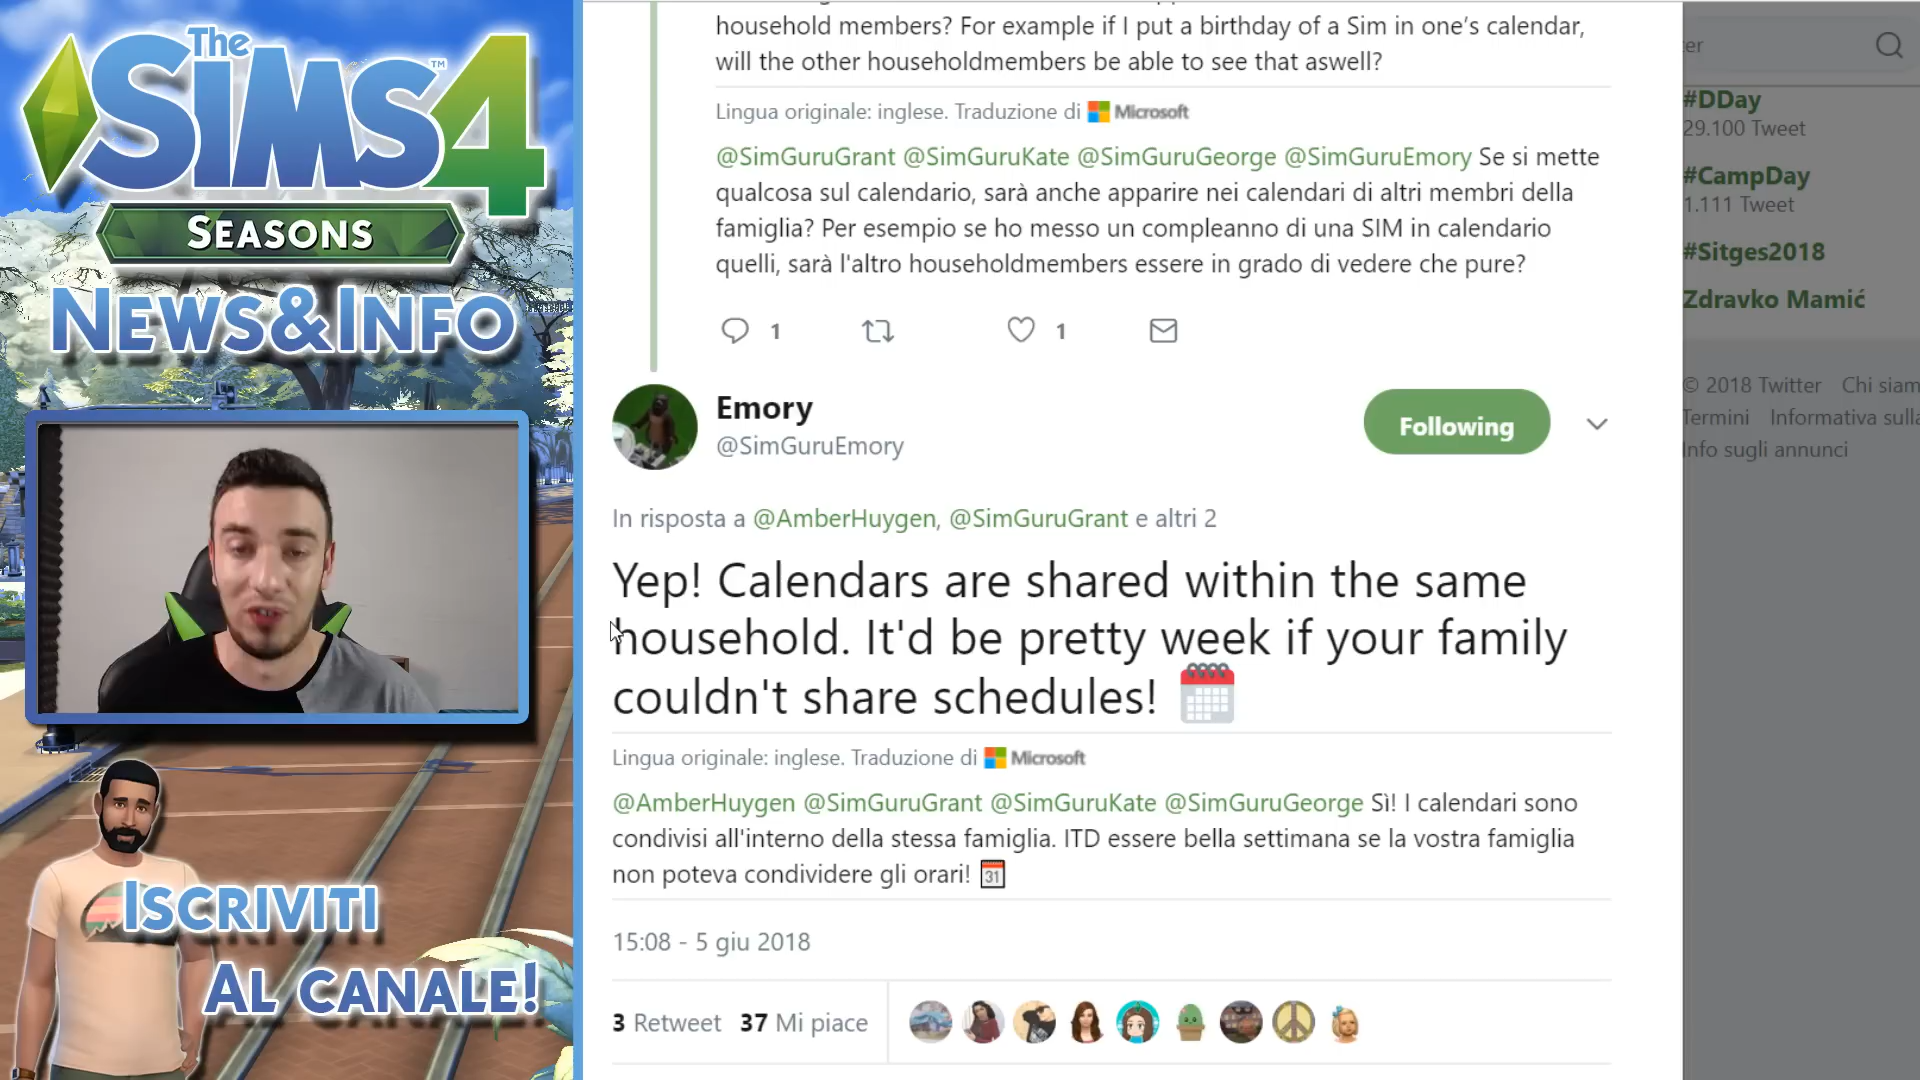 The
SIMS 4
SEASONS
NEWS&INFO
ISCRIVITI
AL CANALE!
household members? For example if I put a birthday of a Sim in one's calendar,
will the other householdmembers be able to see that aswell?
Lingua originale: inglese. Traduzione di Microsoft
@SimGuruGrant @SimGuruKate @SimGuruGeorge @SimGuruEmory Se si mette
qualcosa sul calendario, sarà anche apparire nei calendari di altri membri della
famiglia? Per esempio se ho messo un compleanno di una SIM in calendario
quelli, sarà l'altro householdmembers essere in grado di vedere che pure?
1 1
Emory
@SimGuruEmory
Following
In risposta a @AmberHuygen, @SimGuruGrant e altri 2
Yep! Calendars are shared within the same
household. It'd be pretty week if your family
couldn't share schedules!
Lingua originale: inglese. Traduzione di Microsoft
@AmberHuygen @SimGuruGrant @SimGuruKate @SimGuruGeorge Sì! I calendari sono
condivisi all'interno della stessa famiglia. ITD essere bella settimana se la vostra famiglia
non poteva condividere gli orari! 31
15:08 - 5 giu 2018
3 Retweet 37 Mi piace
#DDay
29.100 Tweet
#CampDay
1.111 Tweet
#Sitges2018
Zdravko Mamić
© 2018 Twitter Chi siam
Termini Informativa sulla
Info sugli annunci